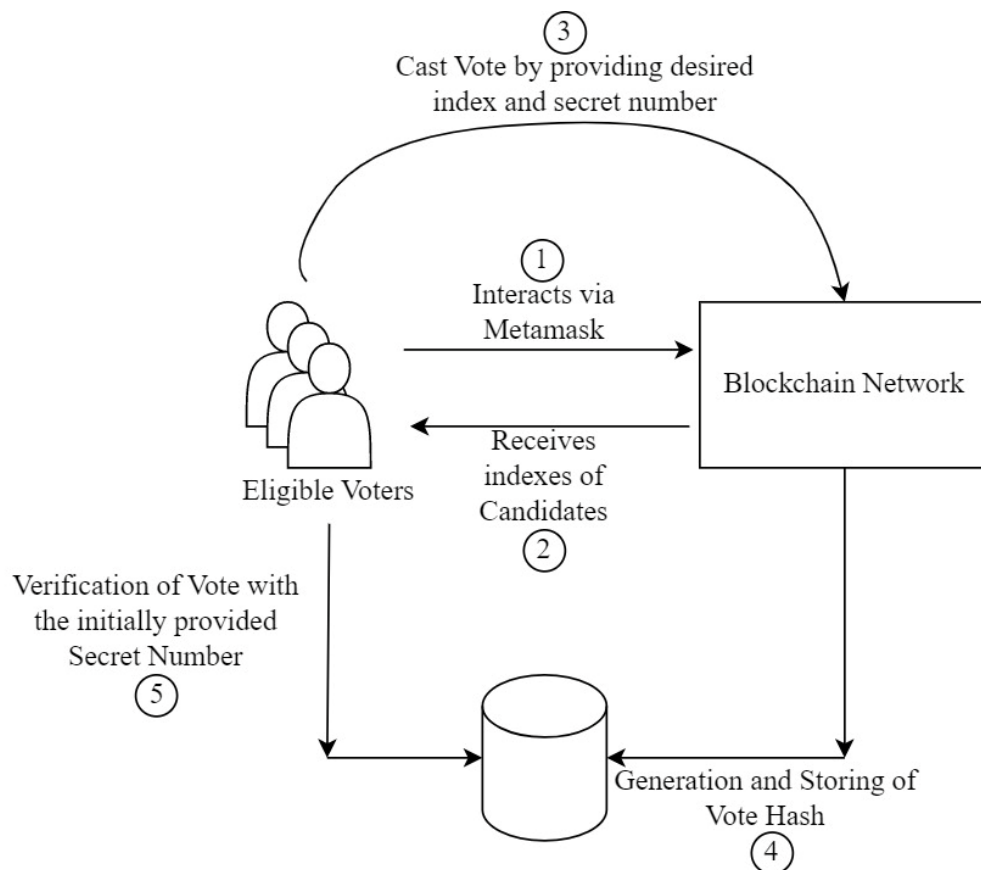 3
Cast Vote by providing desired
index and secret number
1
Interacts via
Metamask
Blockchain Network
Receives
indexes of
Candidates
2
Eligible Voters
Verification of Vote with
the initially provided
Secret Number
5
Generation and Storing of
Vote Hash
4